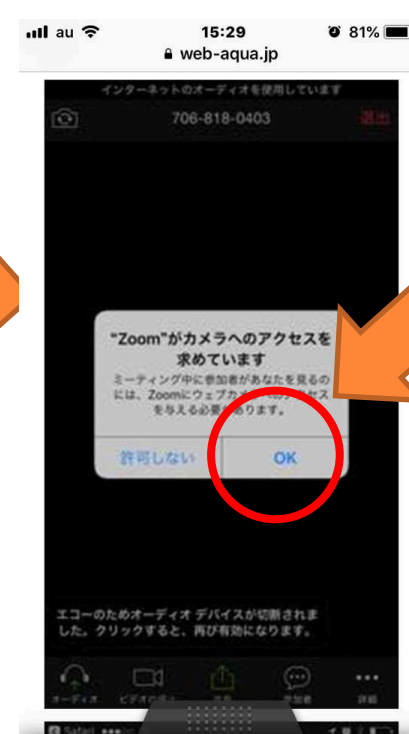 au 15:29 81%
web-aqua.jp
インターネットのオーディオを使用しています
706-818-0403 退出
"Zoom"がカメラへのアクセスを
求めています
ミーティング中に参加者があなたを見るの
には、Zoomにウェブカメラへのアクセス
を与える必要があります。
許可しない OK
エコーのためオーディオ デバイスが切断されま
した。クリックすると、再び有効になります。
オーディオ 参加者 詳細
Safari